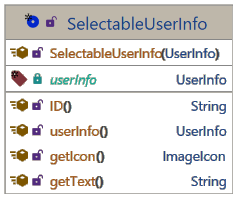 SelectableUserInfo
SelectableUserInfo(UserInfo)
userInfo UserInfo
ID() String
userInfo() UserInfo
getIcon() ImageIcon
getText() String